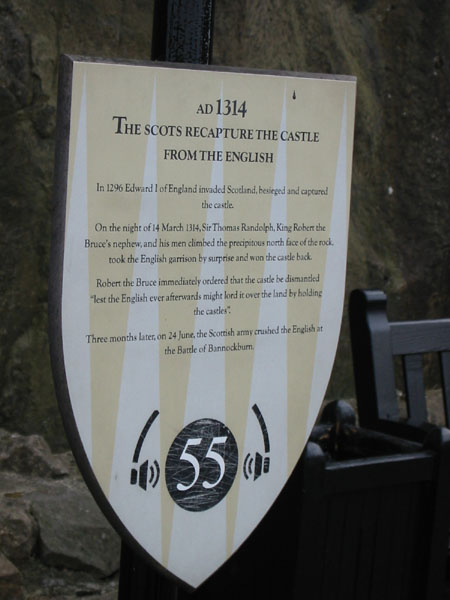 AD 1314
THE SCOTS RECAPTURE THE CASTLE
FROM THE ENGLISH
In 1296 Edward I of England invaded Scotland, besieged and captured
the castle.
On the night of 14 March 1314, Sir Thomas Randolph, King Robert the
Bruce's nephew, and his men climbed the precipitous north face of the rock,
took the English garrison by surprise and won the castle back.
Robert the Bruce immediately ordered that the castle be dismantled
"lest the English ever afterwards might lord it over the land by holding
the castles".
Three months later, on 24 June, the Scottish army crushed the English at
the Battle of Bannockburn.
55